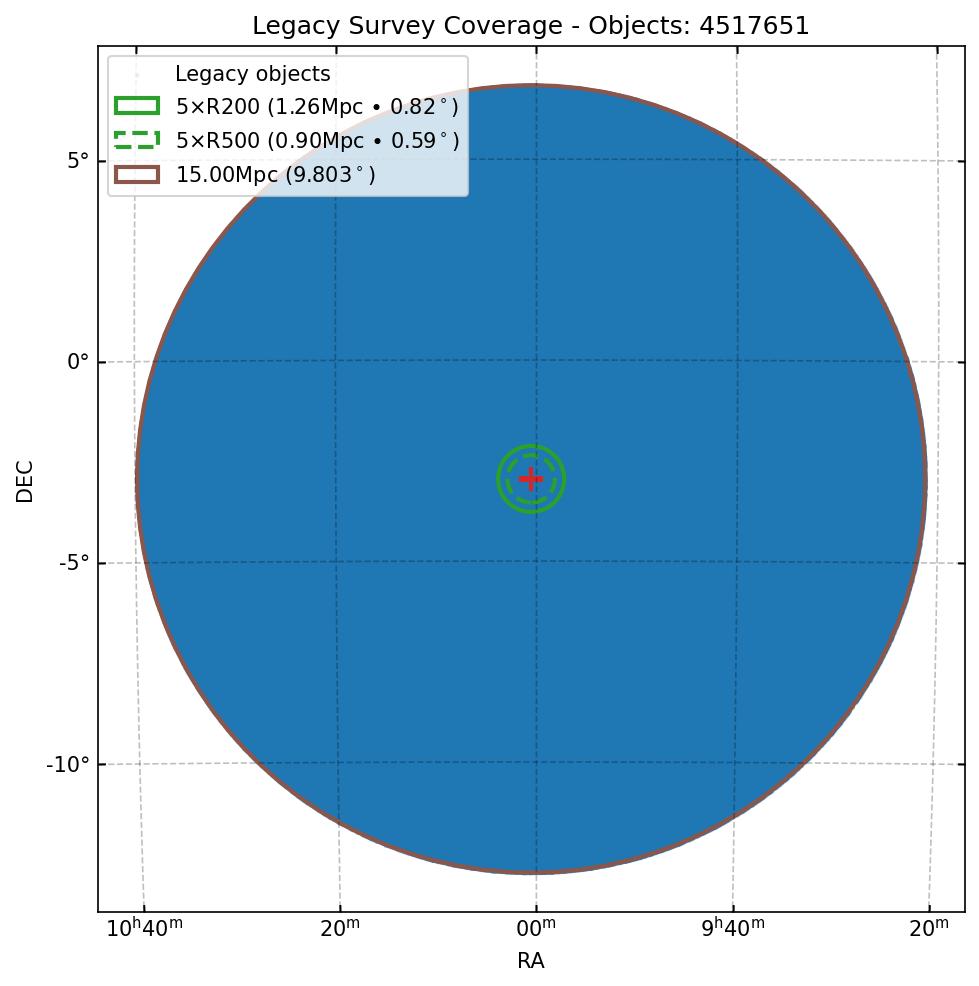 Legacy Survey Coverage - Objects: 4517651
Legacy objects
5×R200 (1.26Mpc • 0.82°)
5×R500 (0.90Mpc • 0.59°)
15.00Mpc (9.803°)
5°
0°
-5°
-10°
DEC
10h40m 20m 00m 9h40m 20m
RA